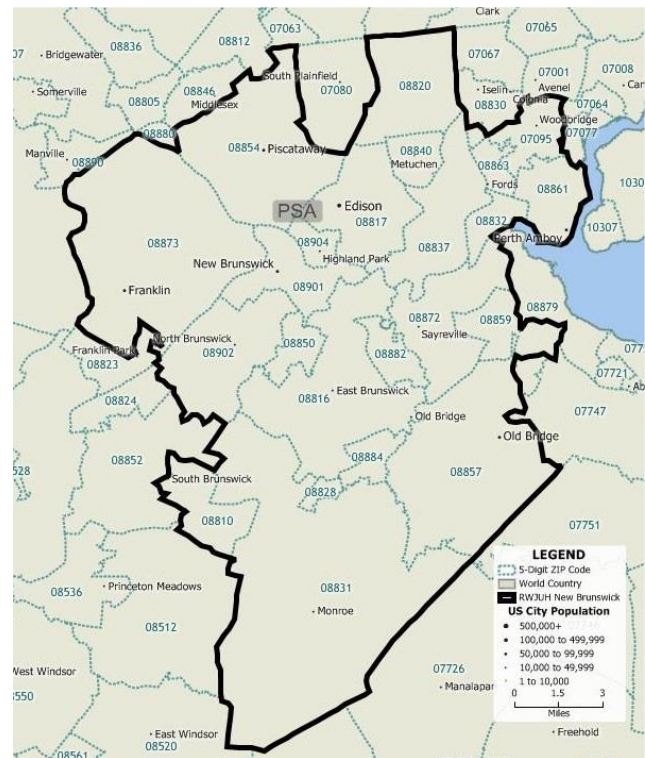 Clark
07063
07065
08812
08836
Bridgewater
07067
07001
Avenel
07008
South Plainfield
07080
08820
Iselin
08830
Colonia
07064
Somerville
08846
Middlesex
08805
Woodbridge
07095
07077
08880
Manville
08890
08854
Piscataway
08840
Metuchen
08863
Fords
08861
PSA
Edison
08817
08832
Perth Amboy
10307
08873
08904
Highland Park
08837
New Brunswick
08901
Franklin
08879
08872
08859
Sayreville
North Brunswick
08902
08850
08882
Franklin Park
08823
08824
07721
08816
East Brunswick
07747
Old Bridge
Old Bridge
08852
08884
08857
South Brunswick
08828
08810
07751
08536
Princeton Meadows
08831
Monroe
08512
West Windsor
07726
Manalapan
East Windsor
08520
08561
Freehold
LEGEND
5-Digit ZIP Code
World Country
RWJUH New Brunswick
US City Population
500,000+
100,000 to 499,999
50,000 to 99,999
10,000 to 49,999
1 to 10,000
0 1.5 3
Miles